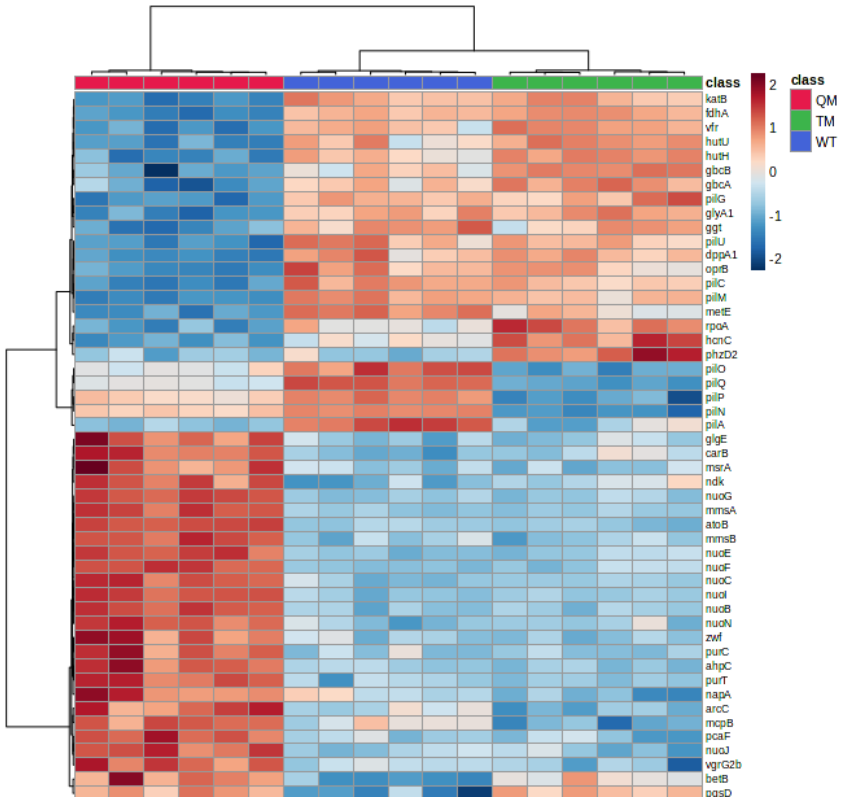 class
class
QM
TM
WT
2
1
0
-1
-2
katB
fdhA
vfr
hutU
hutH
gbcB
gbcA
pilG
glyA1
ggt
pilU
dppA1
oprB
pilC
pilM
metE
rpoA
hcnC
phzD2
pilO
pilQ
pilP
pilN
pilA
glgE
carB
msrA
ndk
nuoG
mmsA
atoB
mmsB
nuoE
nuoF
nuoC
nuoI
nuoB
nuoN
zwf
purC
ahpC
purT
napA
arcC
mcpB
pcaF
nuoJ
vgrG2b
betB
pgsD